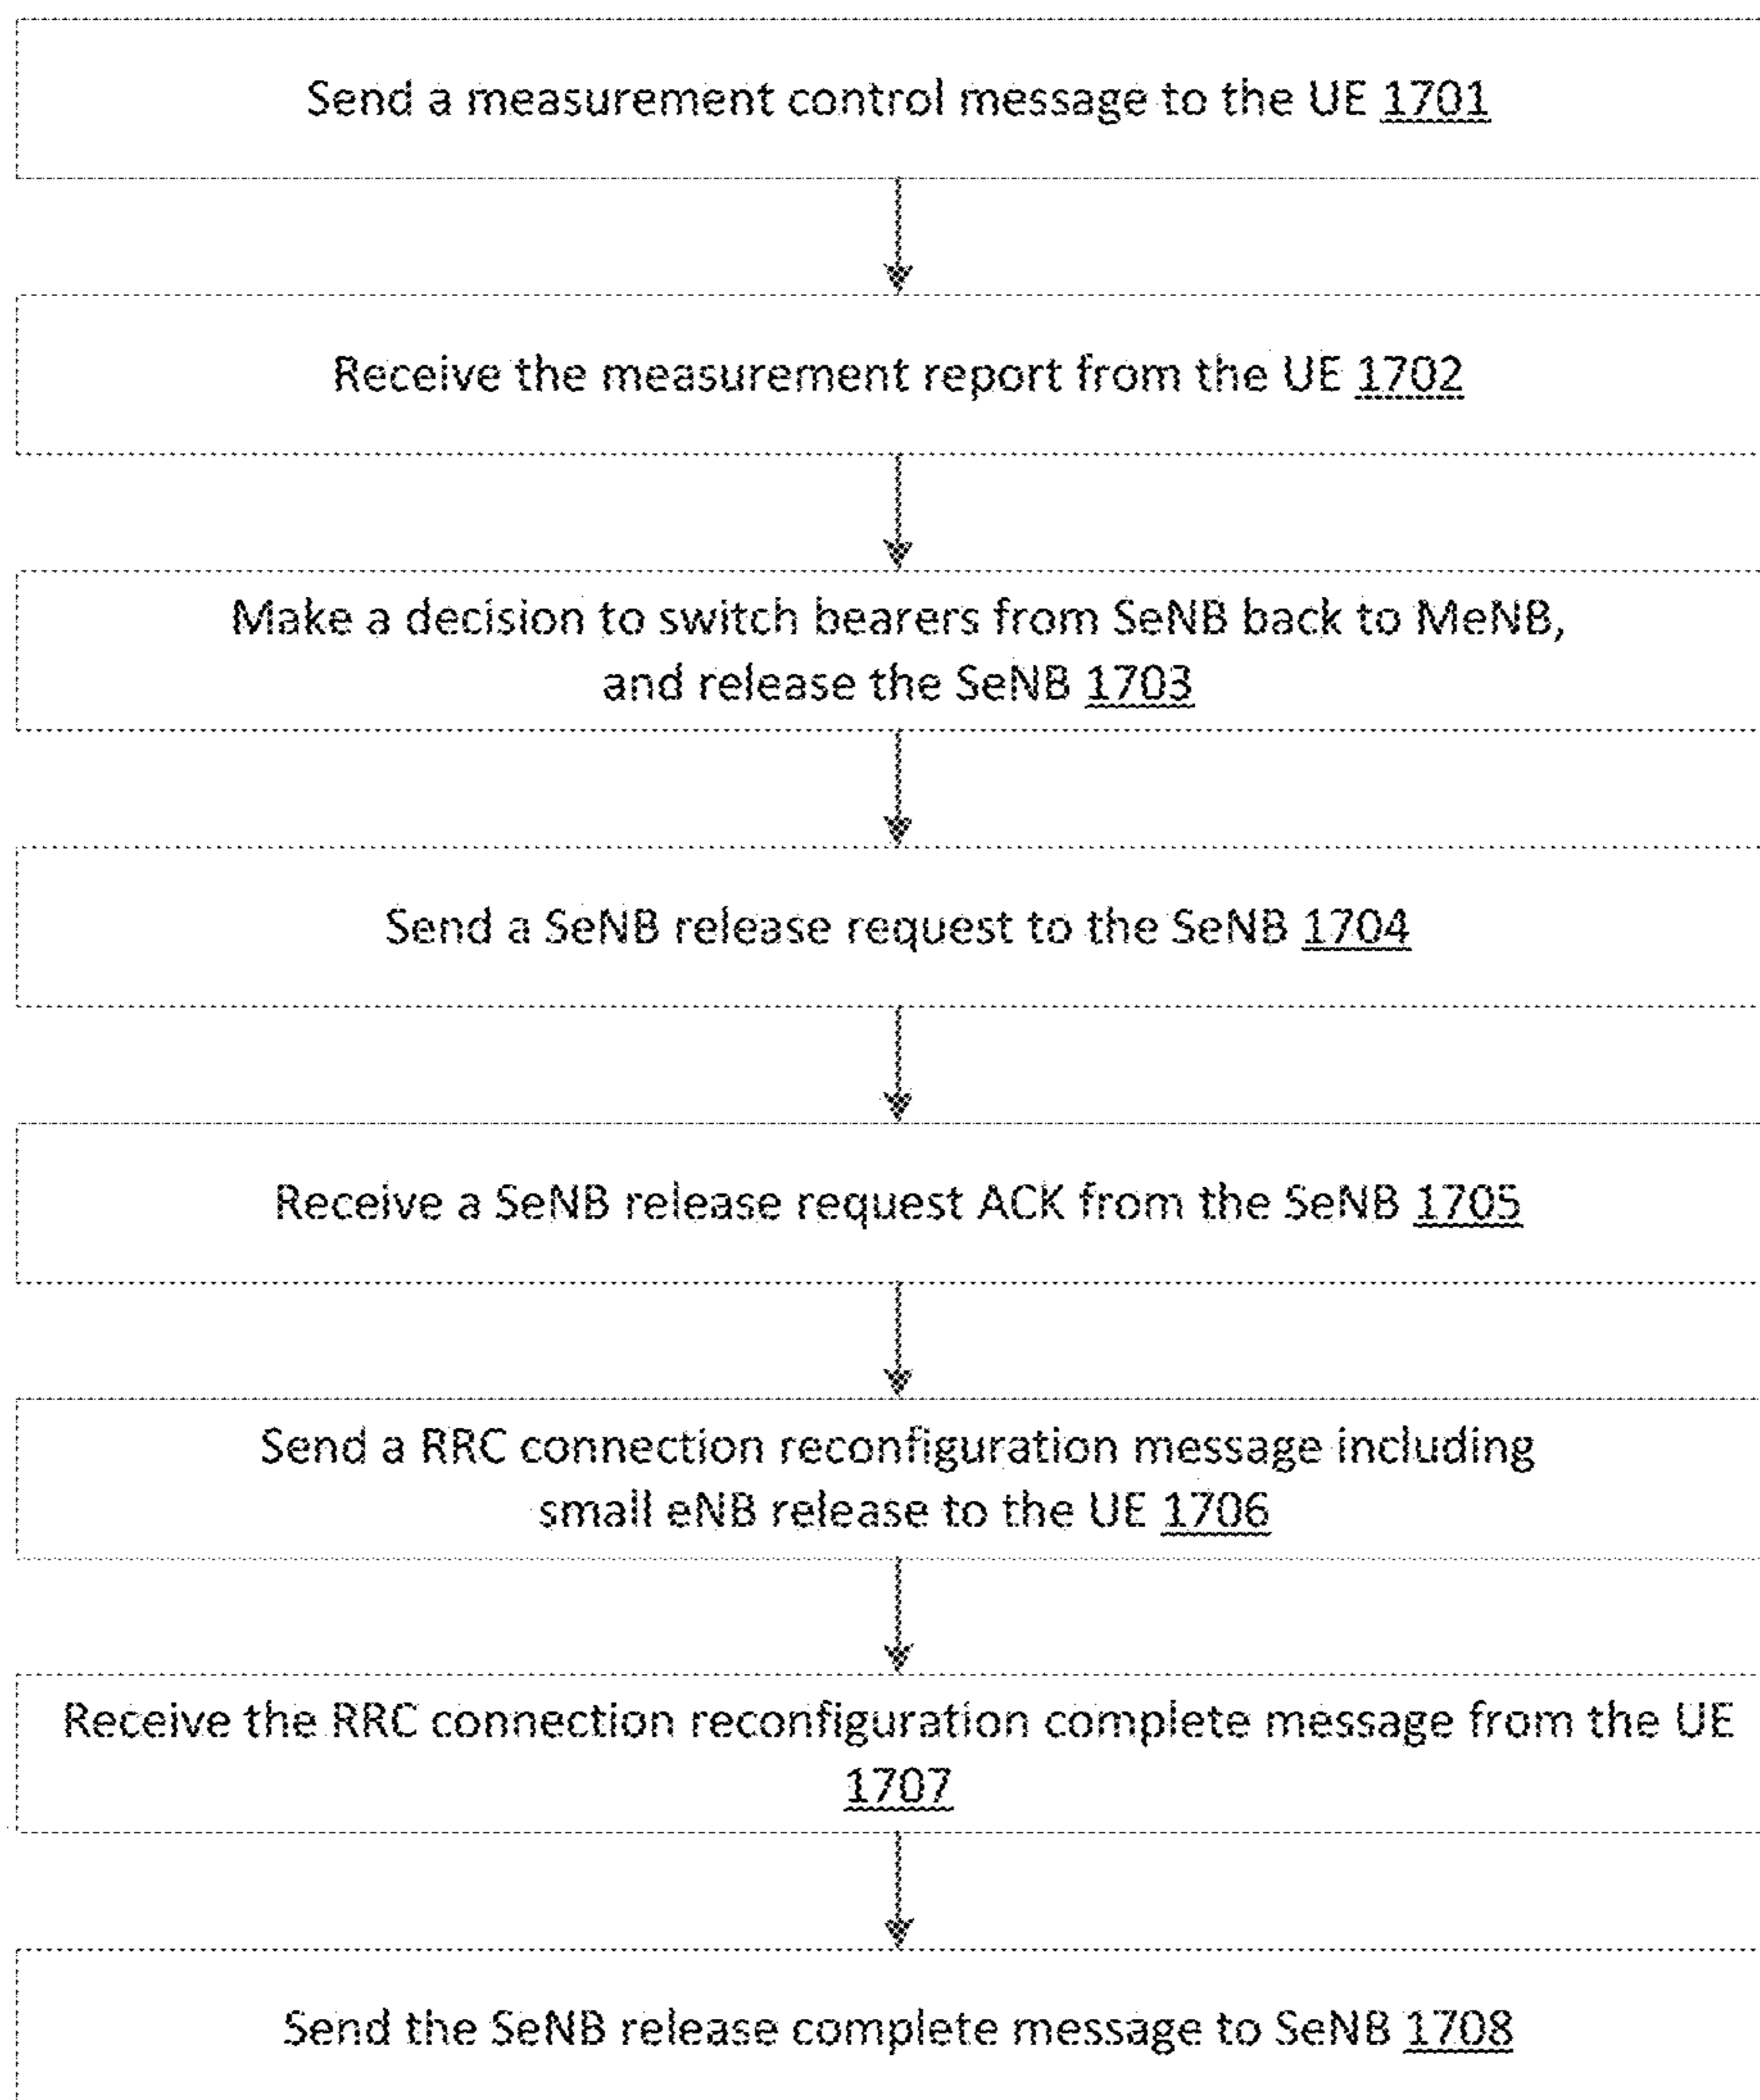 Send a measurement control message to the UE 1701
Receive the measurement report from the UE 1702
Make a decision to switch bearers from SeNB back to MeNB,
and release the SeNB 1703
Send a SeNB release request to the SeNB 1704
Receive a SeNB release request ACK from the SeNB 1705
Send a RRC connection reconfiguration message including
small eNB release to the UE 1706
Receive the RRC connection reconfiguration complete message from the UE
1707
Send the SeNB release complete message to SeNB 1708